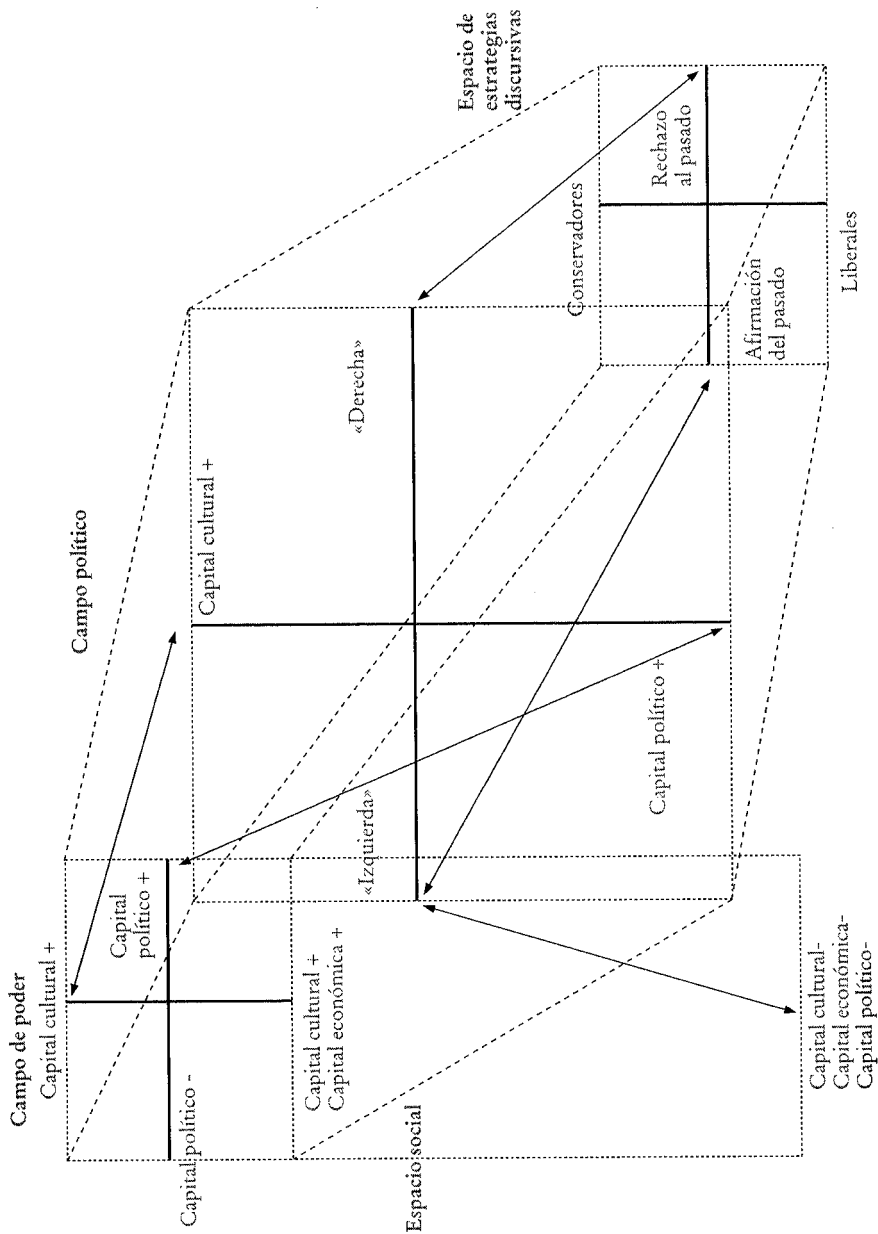 Campo de poder
Capital cultural +
Capital político -
Capital
político +
Capital cultural +
Capital económica +
Espacio social
Capital cultural-
Capital económica-
Capital político-
Campo político
Capital cultural +
«Izquierda»
«Derecha»
Capital político +
Espacio de
estrategias
discursivas
Conservadores
Rechazo
al pasado
Afirmación
del pasado
Liberales